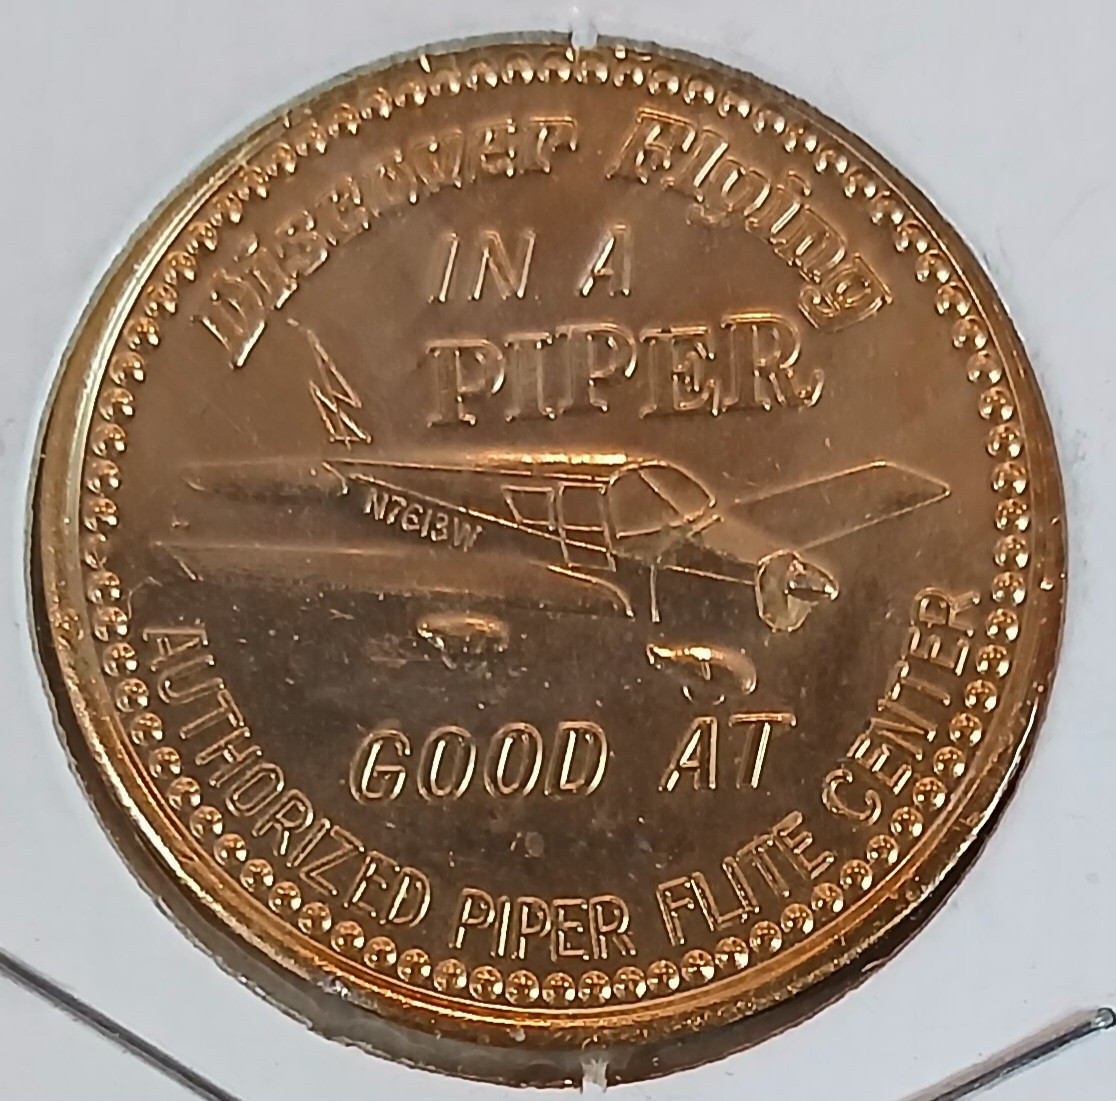 Discover Flying
IN A
PIPER
N7613W
GOOD AT
AUTHORIZED PIPER FLITE CENTER